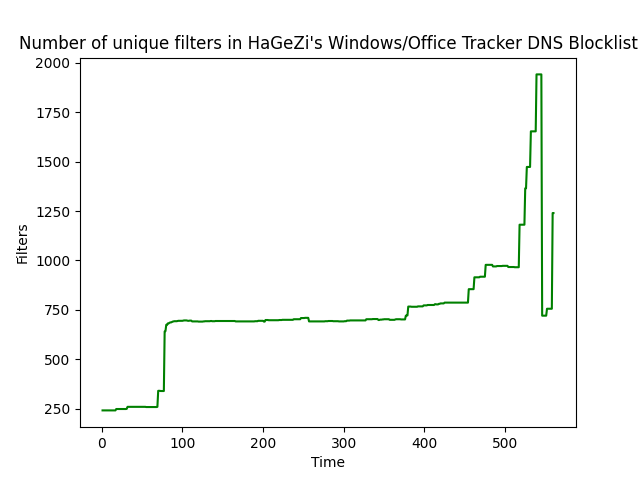 Number of unique filters in HaGeZi's Windows/Office Tracker DNS Blocklist
2000
1750
1500
1250
1000
750
500
250
Filters
0 100 200 300 400 500
Time